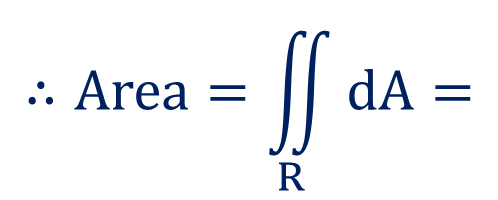 ∴ Area = ∬ dA =
R